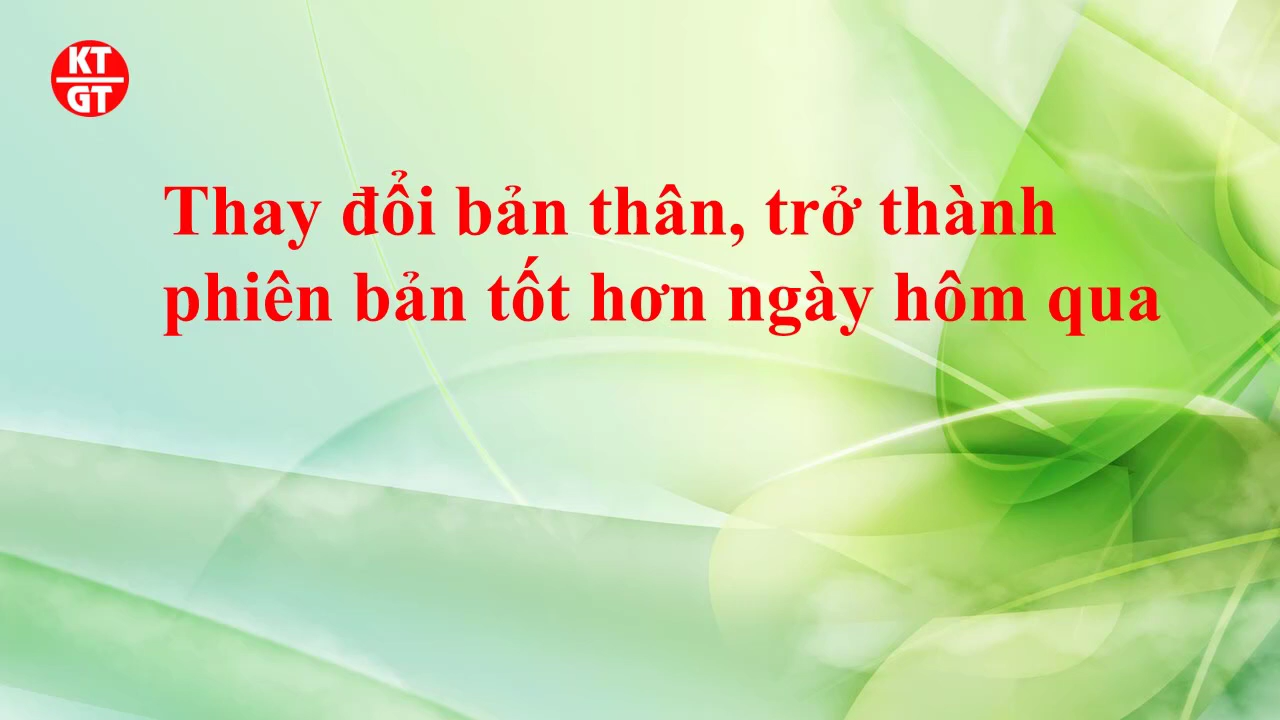 KT
GT
Thay đổi bản thân, trở thành
phiên bản tốt hơn ngày hôm qua